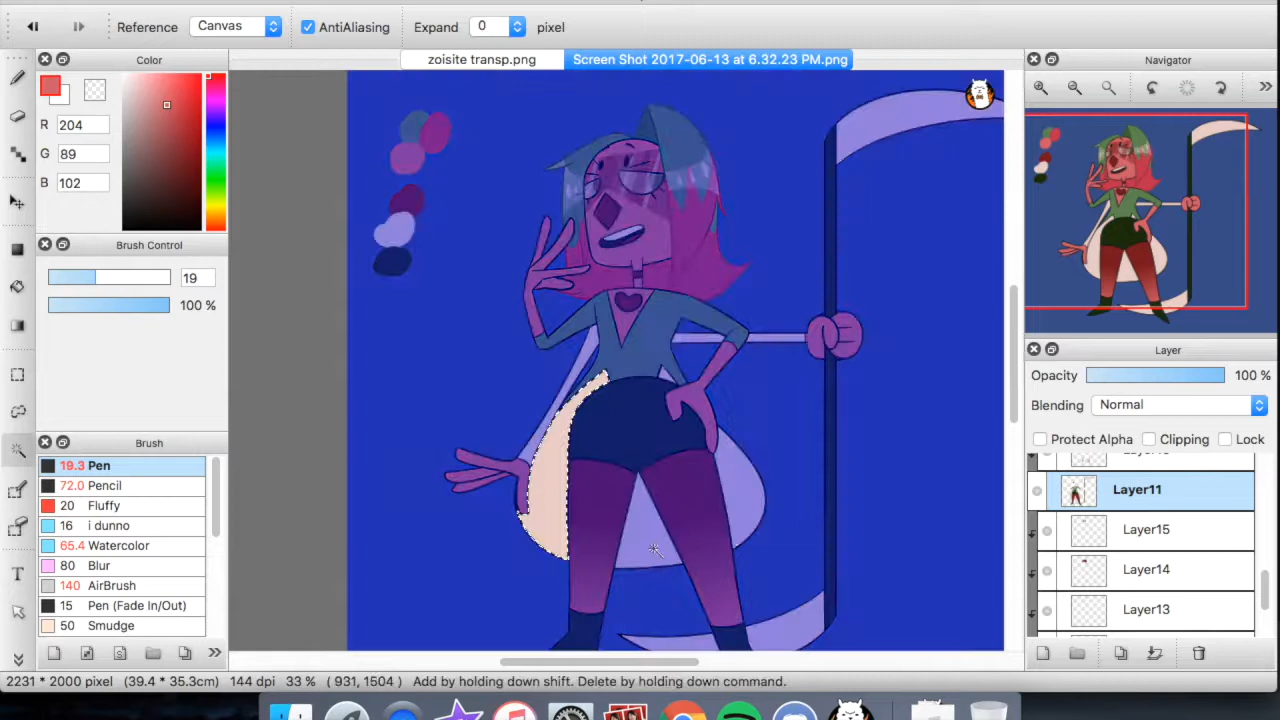 Reference Canvas AntiAliasing Expand 0 pixel
Color
zoisite transp.png
Screen Shot 2017-06-13 at 6.32.23 PM.png
Navigator
R 204
G 89
B 102
Brush Control
19
100 %
Layer
Opacity 100 %
Blending Normal
Protect Alpha Clipping Lock
Brush
19.3 Pen
72.0 Pencil
20 Fluffy
16 i dunno
65.4 Watercolor
80 Blur
140 AirBrush
15 Pen (Fade In/Out)
50 Smudge
Layer11
Layer15
Layer14
Layer13
T
2231 * 2000 pixel (39.4 * 35.3cm) 144 dpi 33 % ( 931, 1504 ) Add by holding down shift. Delete by holding down command.